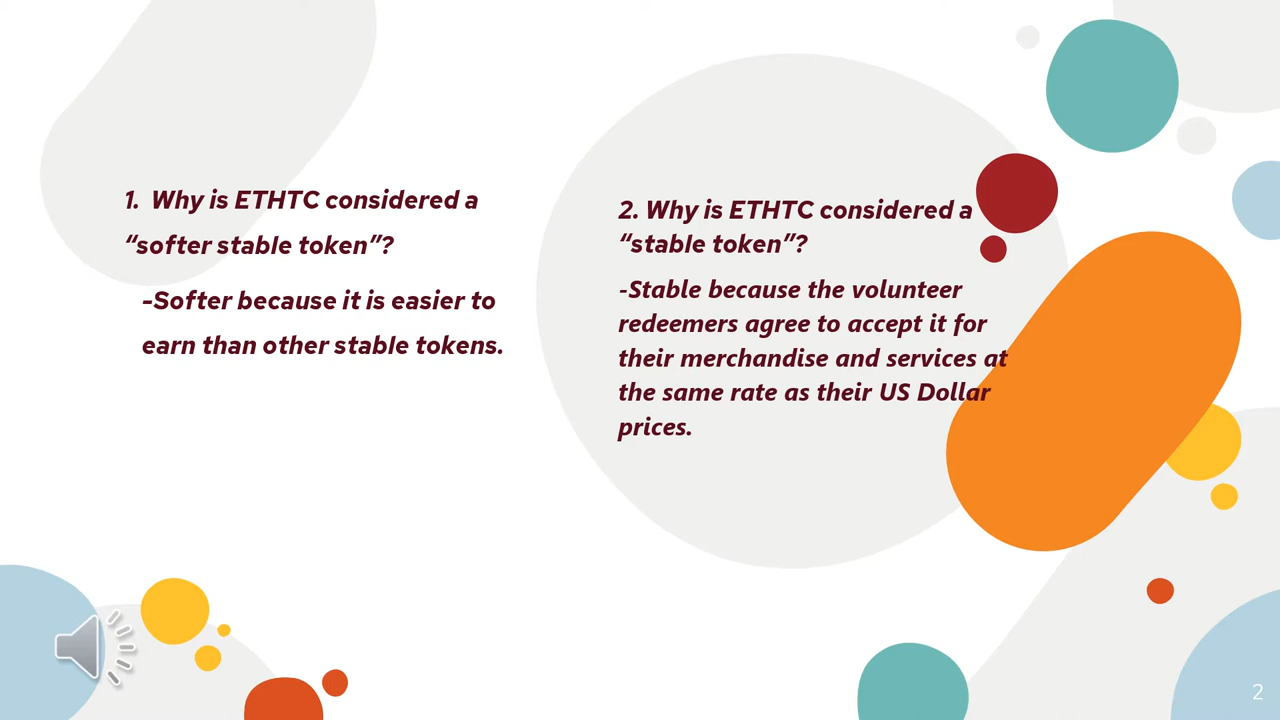 1. Why is ETHTC considered a
“softer stable token”?
-Softer because it is easier to
earn than other stable tokens.
2. Why is ETHTC considered a
“stable token”?
-Stable because the volunteer
redeemers agree to accept it for
their merchandise and services at
the same rate as their US Dollar
prices.
2